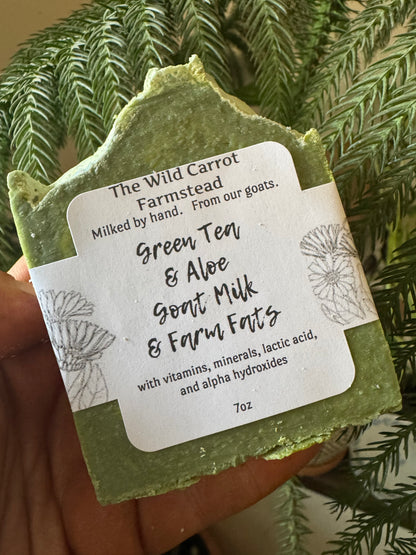 The Wild Carrot
Farmstead
Milked by hand. From our goats.
Green Tea
& Aloe
Goat Milk
& Farm Fats
with vitamins, minerals, lactic acid,
and alpha hydroxides
7oz